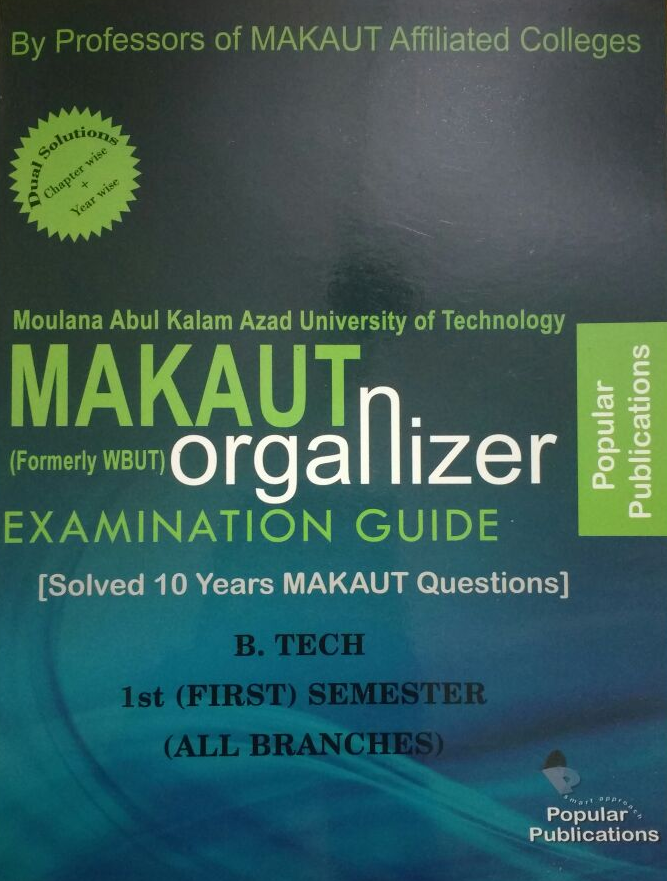 By Professors of MAKAUT Affiliated Colleges
Dual Solutions
Chapter wise
+
Year wise
Moulana Abul Kalam Azad University of Technology
MAKAUT
(Formerly WBUT)
organizer
EXAMINATION GUIDE
Popular
Publications
[Solved 10 Years MAKAUT Questions]
B. TECH
1st (FIRST) SEMESTER
(ALL BRANCHES)
smart approach
Popular
Publications